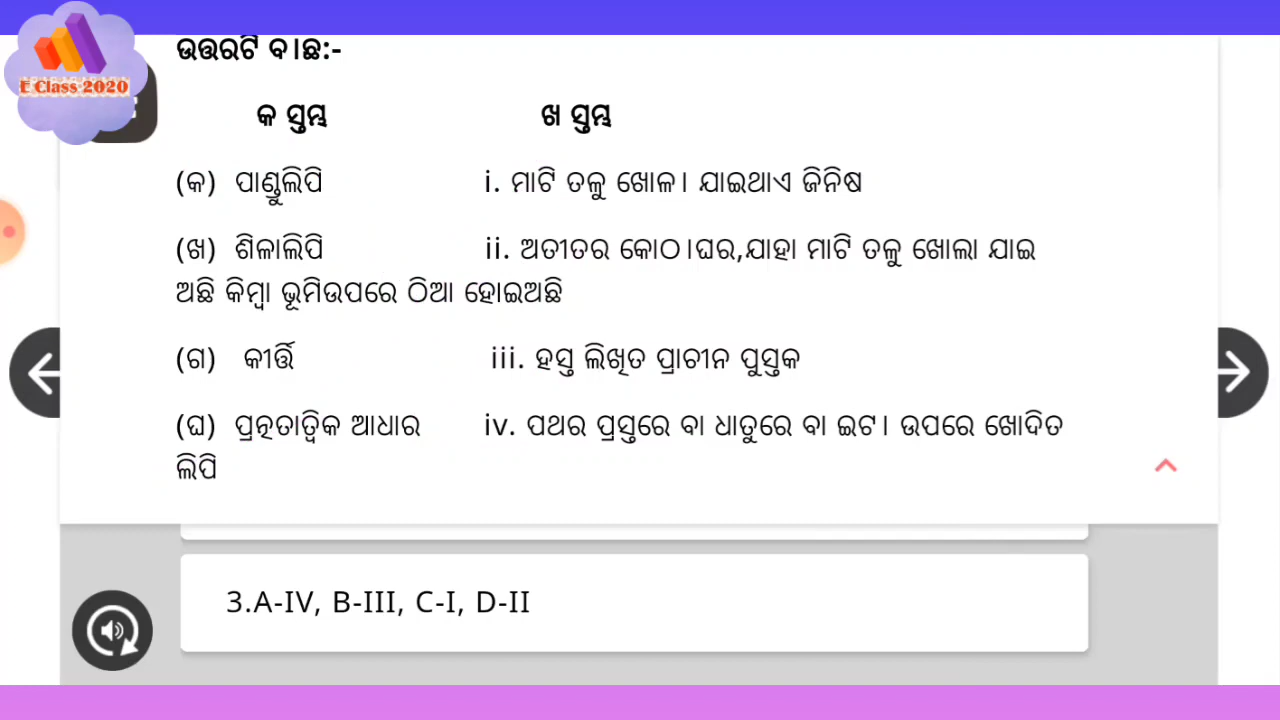 E Class 2020
ଉତ୍ତରଟି ବାଛ:-
କ ସ୍ତମ୍ଭ ଖ ସ୍ତମ୍ଭ
(କ) ପାଣ୍ଡୁଲିପି i. ମାଟି ତଳୁ ଖୋଳା ଯାଇଥାଏ ଜିନିଷ
(ଖ) ଶିଳାଲିପି ii. ଅତୀତର କୋଠାଘର,ଯାହା ମାଟି ତଳୁ ଖୋଲା ଯାଇ
ଅଛି କିମ୍ବା ଭୂମିଉପରେ ଠିଆ ହୋଇଅଛି
(ଗ) କୀର୍ତ୍ତି iii. ହସ୍ତ ଲିଖିତ ପ୍ରାଚୀନ ପୁସ୍ତକ
(ଘ) ପ୍ରତ୍ନତାତ୍ୱିକ ଆଧାର iv. ପଥର ପ୍ରସ୍ତରେ ବା ଧାତୁରେ ବା ଇଟା ଉପରେ ଖୋଦିତ
ଲିପି
3.A-IV, B-III, C-I, D-II